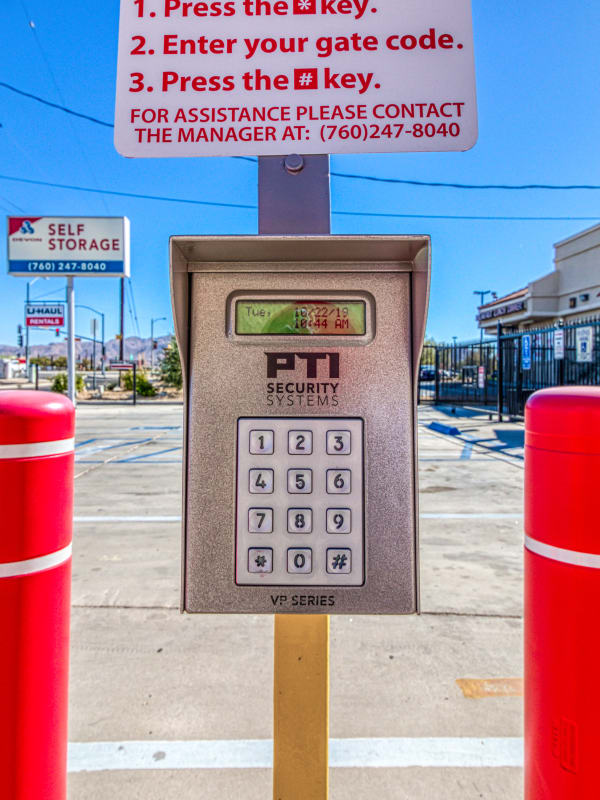 1. Press the * key.
2. Enter your gate code.
3. Press the # key.
FOR ASSISTANCE PLEASE CONTACT
THE MANAGER AT: (760)247-8040
DEVON
SELF
STORAGE
(760) 247-8040
U-HAUL
RENTALS
Tue, 10/22/19
10:44 AM
PTI
SECURITY
SYSTEMS
1 2 3
4 5 6
7 8 9
* 0 #
VP SERIES